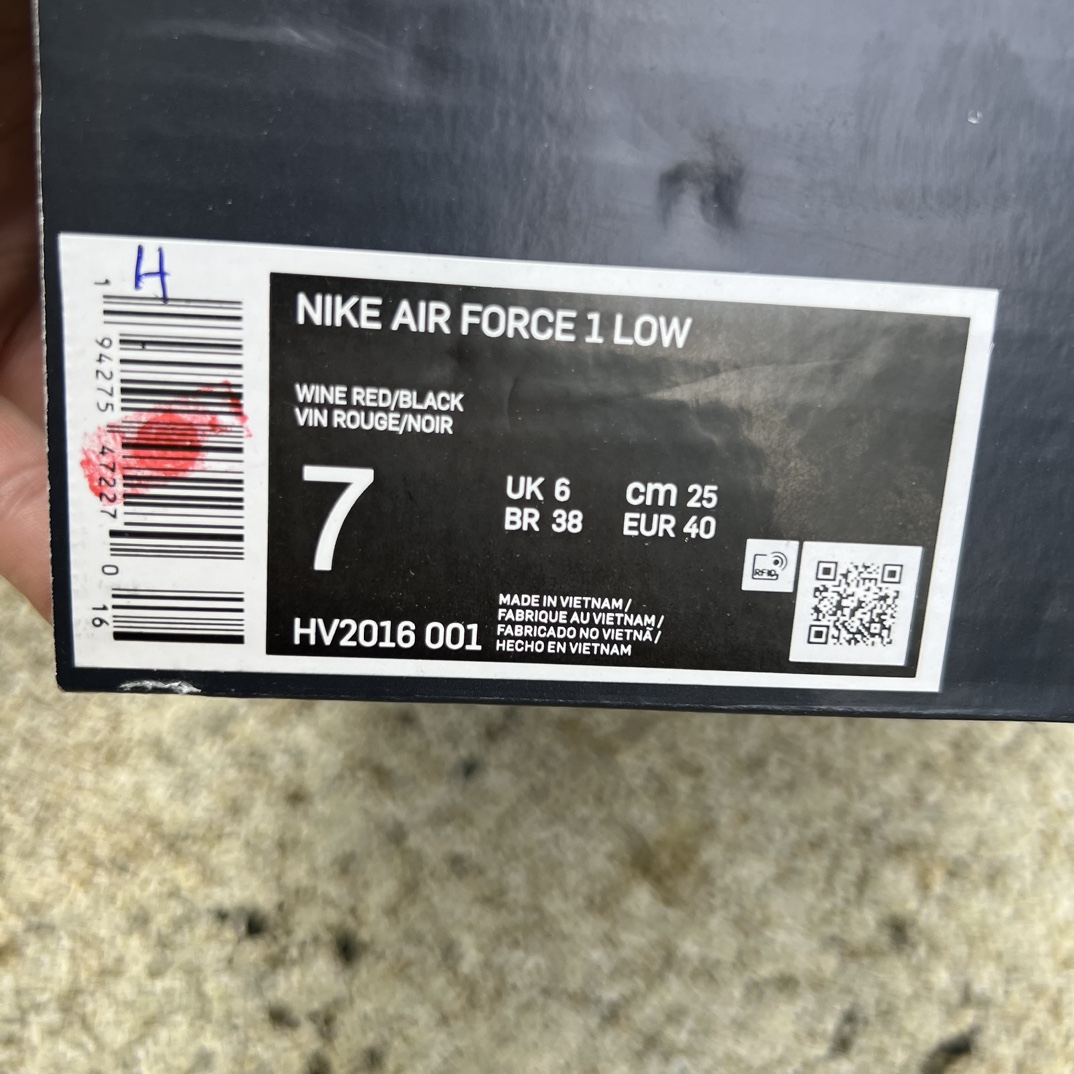 H
1 94275 47227 0 16
NIKE AIR FORCE 1 LOW
WINE RED/BLACK
VIN ROUGE/NOIR
7
UK 6
BR 38
cm 25
EUR 40
RFID
HV2016 001
MADE IN VIETNAM /
FABRIQUE AU VIETNAM /
FABRICADO NO VIETNÃ /
HECHO EN VIETNAM